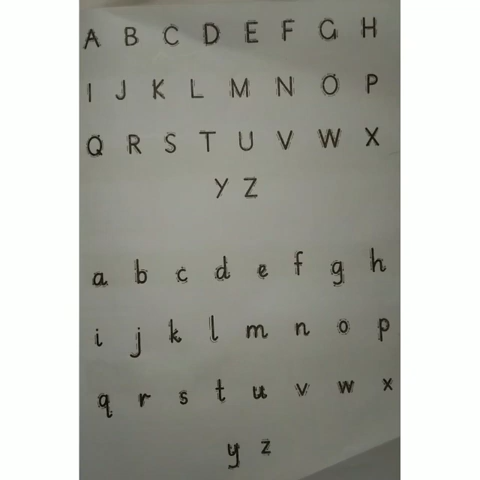 A B C D E F G H
I J K L M N O P
Q R S T U V W X
Y Z
a b c d e f g h
i j k l m n o p
q r s t u v w x
y z